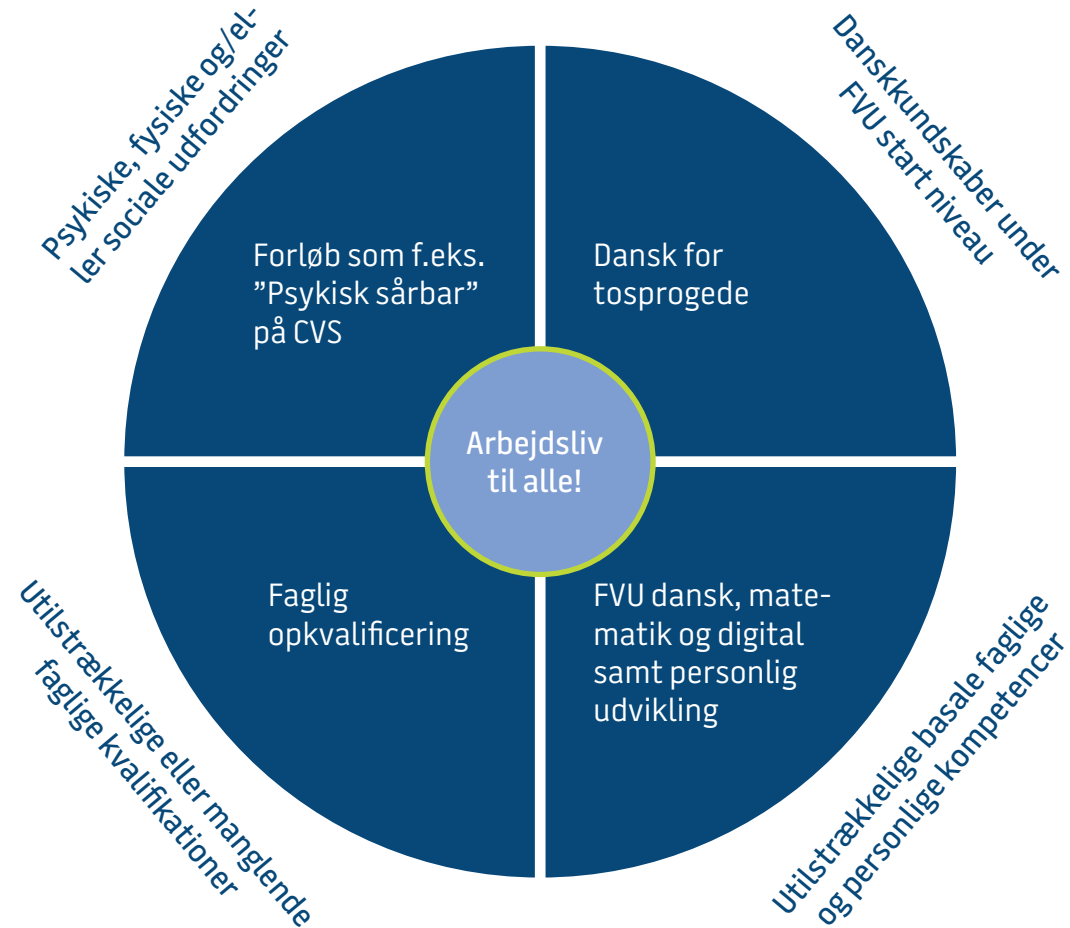 Psykiske, fysiske og/el-
ler sociale udfordringer
Danskkundskaber under
FVU start niveau
Forløb som f.eks.
”Psykisk sårbar”
på CVS
Dansk for
tosprogede
Arbejdsliv
til alle!
Faglig
opkvalificering
FVU dansk, mate-
matik og digital
samt personlig
udvikling
Utilstrækkelige eller manglende
faglige kvalifikationer
Utilstrækkelige basale faglige
og personlige kompetencer